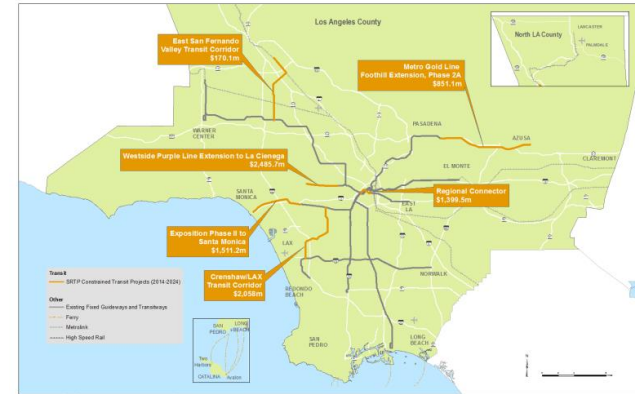 Los Angeles County
North LA County
LANCASTER
PALMDALE
East San Fernando
Valley Transit Corridor
$170.1m
Metro Gold Line
Foothill Extension, Phase 2A
$851.1m
WARNER
CENTER
PASADENA
AZUSA
CLAREMONT
Westside Purple Line Extension to La Cienega
$2,485.7m
EL MONTE
SANTA
MONICA
Regional Connector
$1,399.5m
EAST
LA
Exposition Phase II to
Santa Monica
$1,511.2m
LAX
Crenshaw/LAX
Transit Corridor
$2,058m
NORWALK
REDONDO
BEACH
Transit
SRTP Constrained Transit Projects (2014-2024)
Other
Existing Fixed Guideways and Transitways
Ferry
Metrolink
High Speed Rail
SAN
PEDRO
LONG
BEACH
Two
Harbors
CATALINA
Avalon
SAN
PEDRO
LONG
BEACH